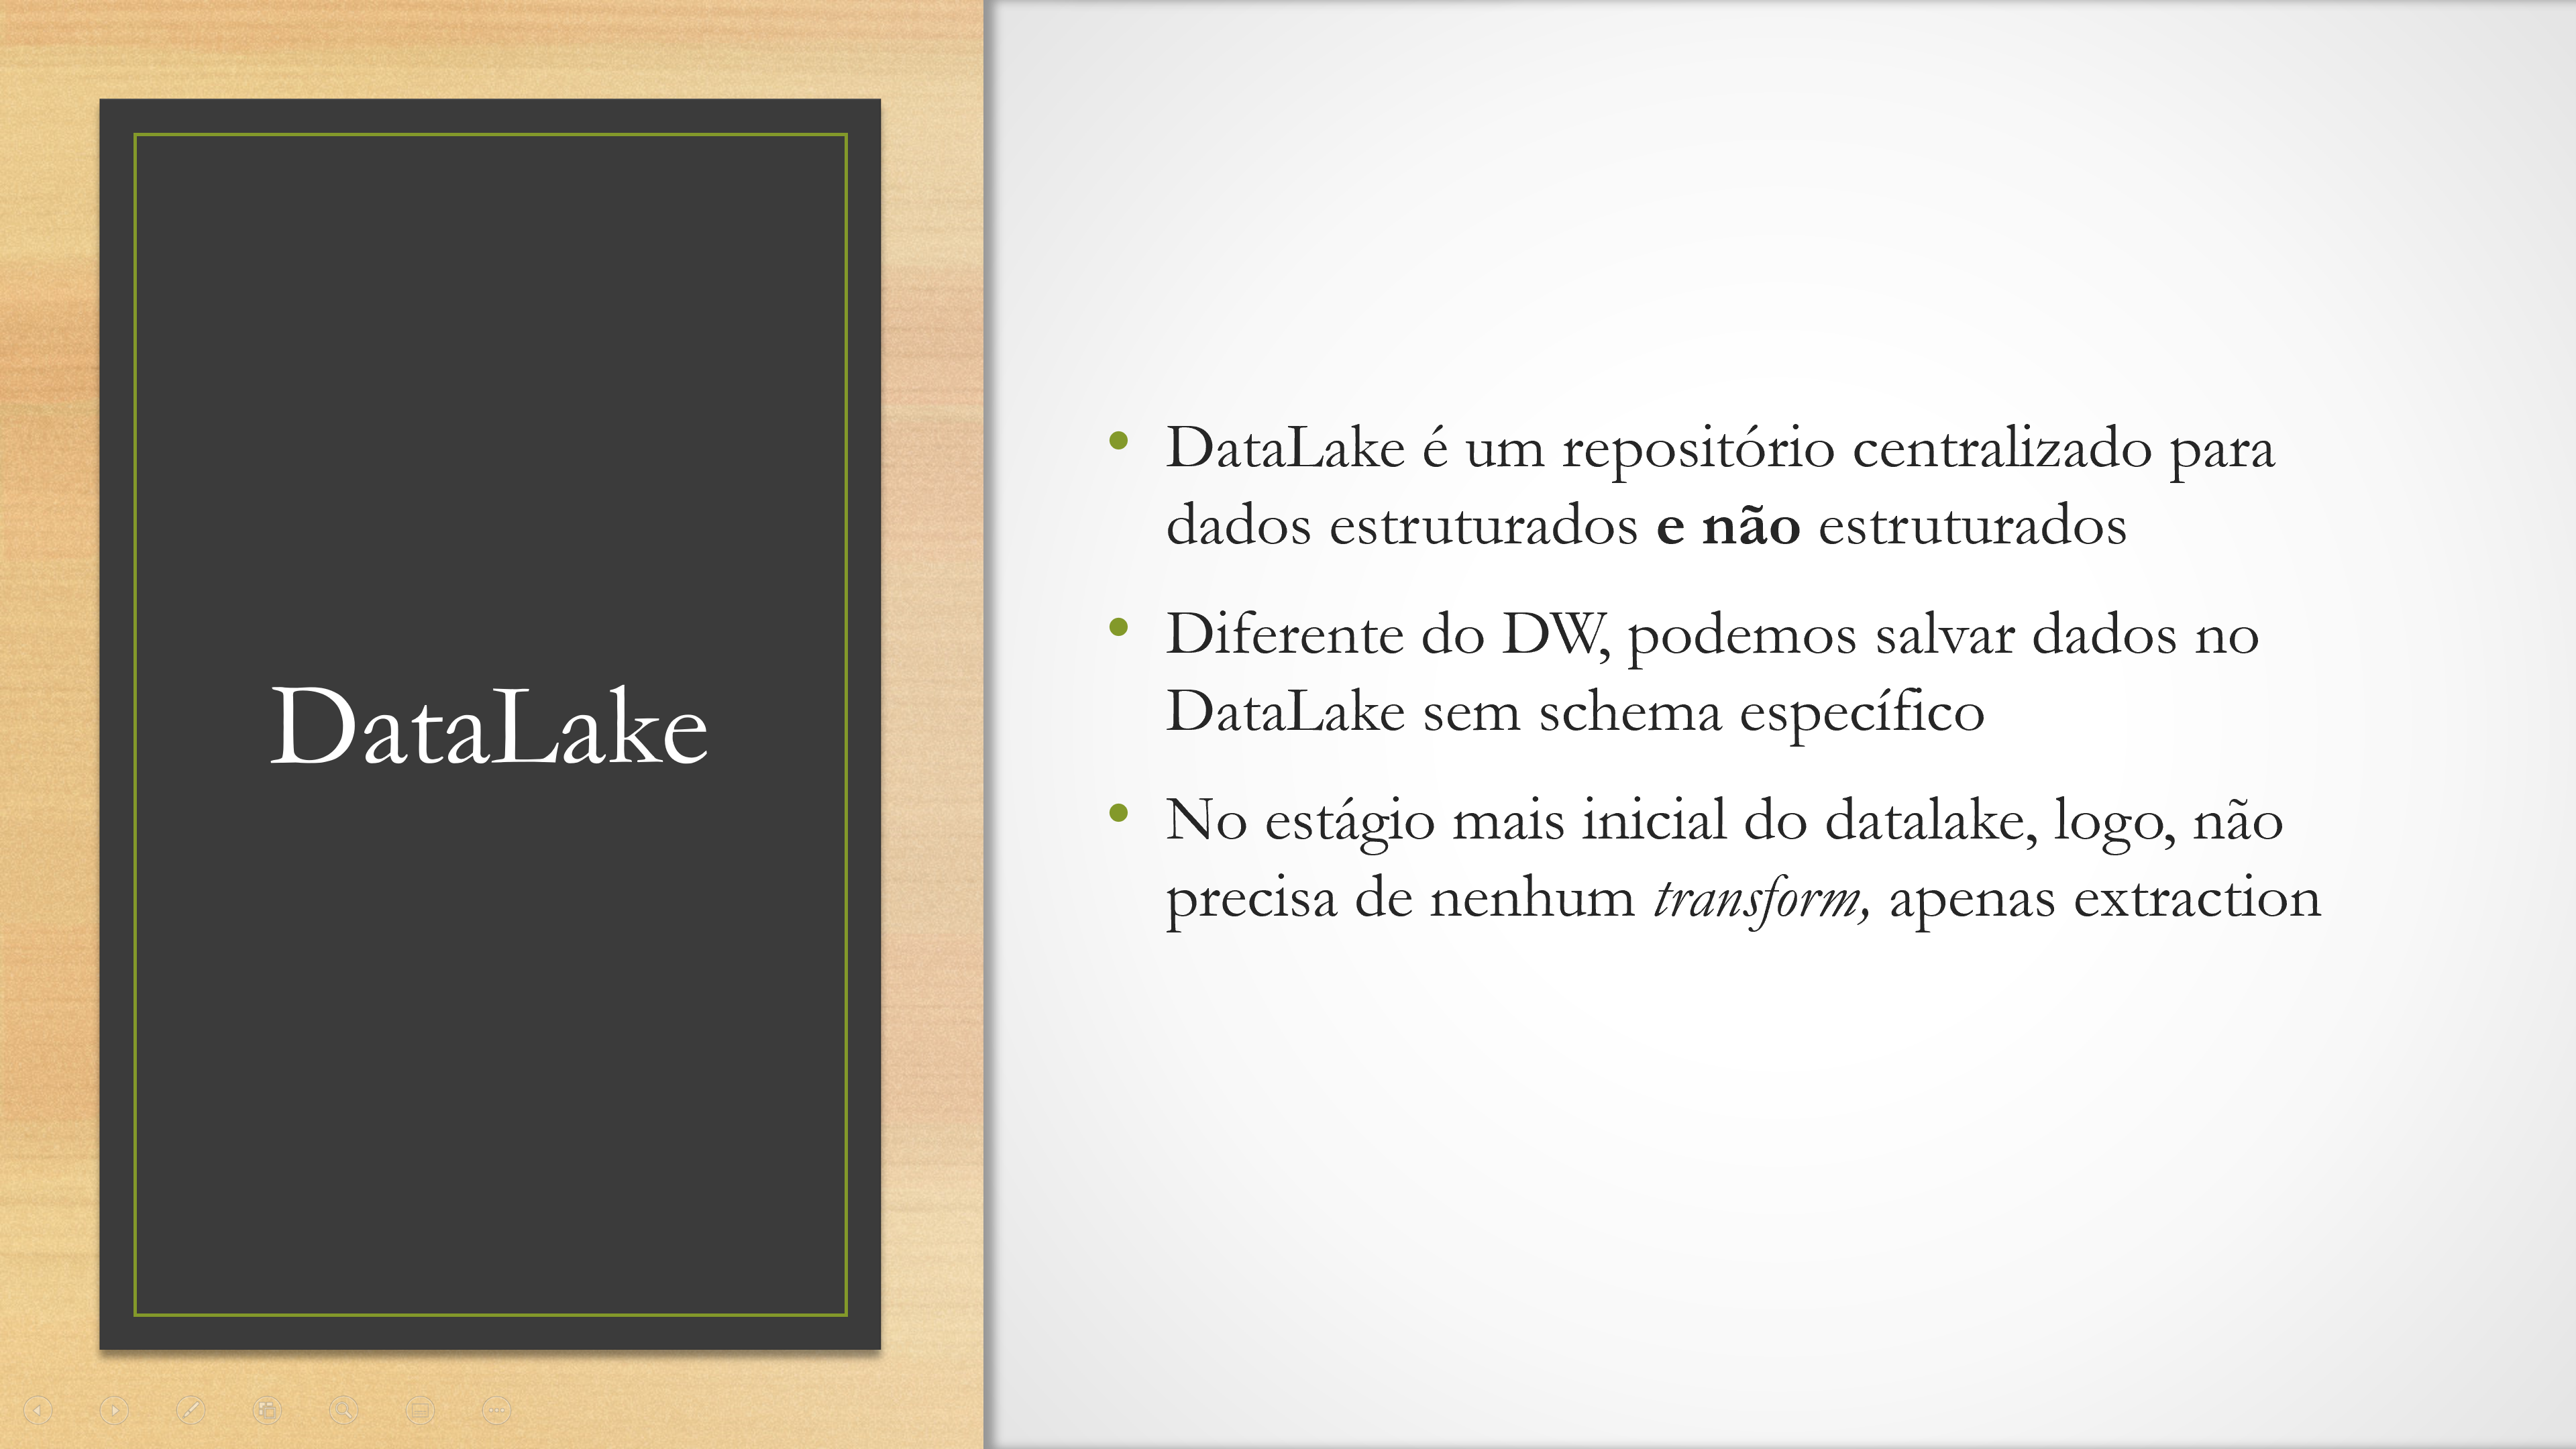 DataLake
DataLake é um repositório centralizado para
dados estruturados e não estruturados
Diferente do DW, podemos salvar dados no
DataLake sem schema específico
No estágio mais inicial do datalake, logo, não
precisa de nenhum transform, apenas extraction